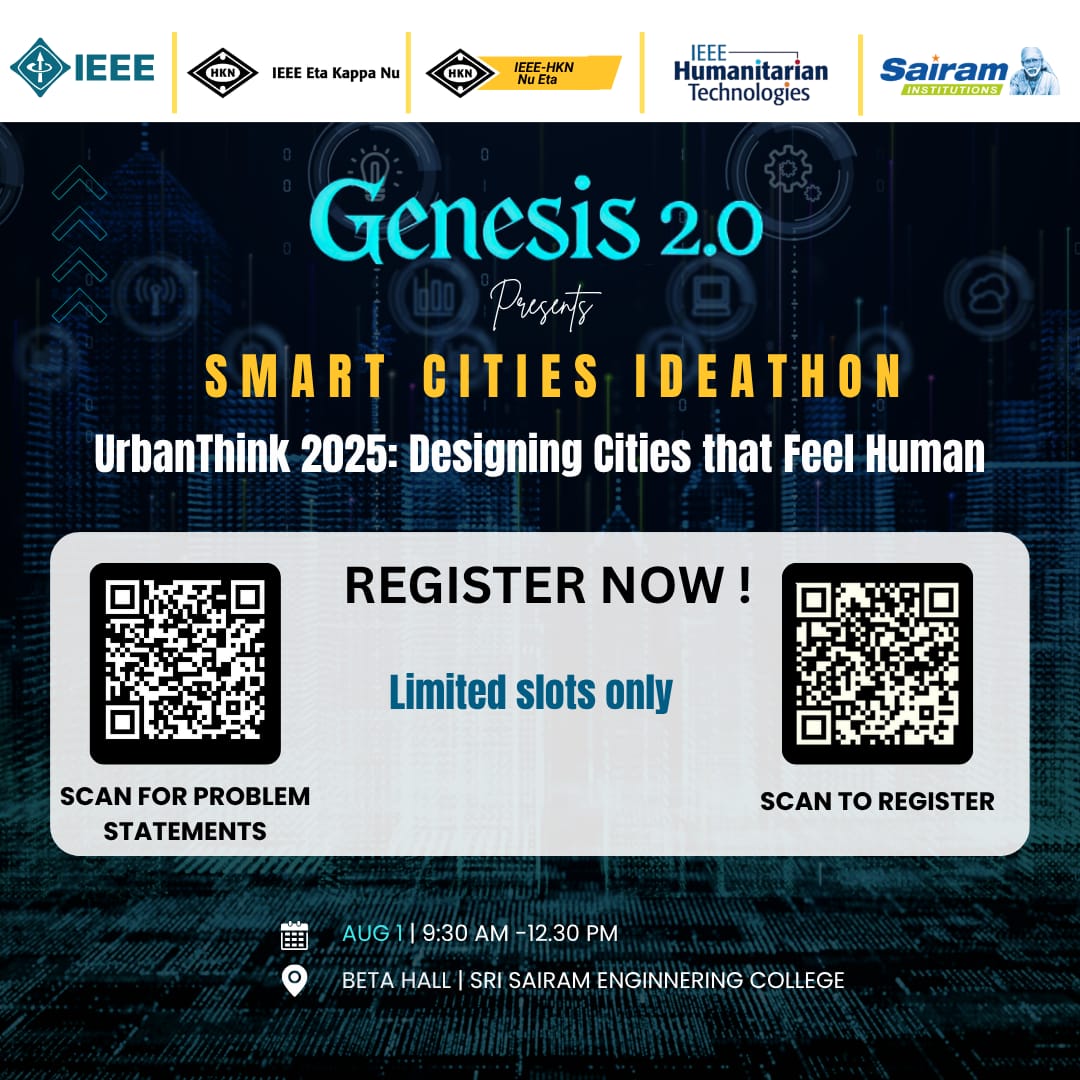 IEEE
HKN
IEEE Eta Kappa Nu
HKN
IEEE-HKN
Nu Eta
IEEE
Humanitarian
Technologies
Sairam
INSTITUTIONS
Genesis 2.0
Presents
SMART CITIES IDEATHON
UrbanThink 2025: Designing Cities that Feel Human
REGISTER NOW !
Limited slots only
SCAN FOR PROBLEM
STATEMENTS
SCAN TO REGISTER
AUG 1 | 9:30 AM -12.30 PM
BETA HALL | SRI SAIRAM ENGINNERING COLLEGE